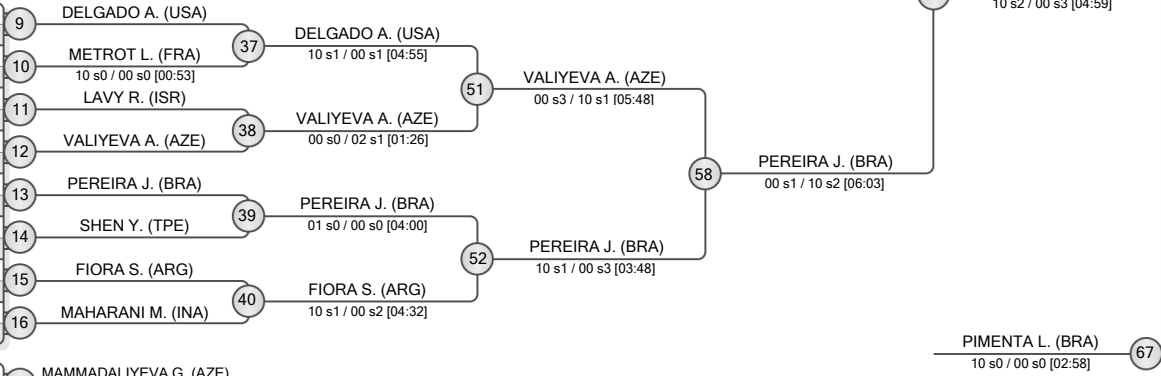 10 s2 / 00 s3 [04:59]
9
DELGADO A. (USA)
37
DELGADO A. (USA)
10 s1 / 00 s1 [04:55]
10
METROT L. (FRA)
10 s0 / 00 s0 [00:53]
51
VALIYEVA A. (AZE)
00 s3 / 10 s1 [05:48]
11
LAVY R. (ISR)
38
VALIYEVA A. (AZE)
00 s0 / 02 s1 [01:26]
12
VALIYEVA A. (AZE)
58
PEREIRA J. (BRA)
00 s1 / 10 s2 [06:03]
13
PEREIRA J. (BRA)
39
PEREIRA J. (BRA)
01 s0 / 00 s0 [04:00]
14
SHEN Y. (TPE)
52
PEREIRA J. (BRA)
10 s1 / 00 s3 [03:48]
15
FIORA S. (ARG)
40
FIORA S. (ARG)
10 s1 / 00 s2 [04:32]
16
MAHARANI M. (INA)
PIMENTA L. (BRA)
10 s0 / 00 s0 [02:58]
67
MAMMADALIYEVA G. (AZE)